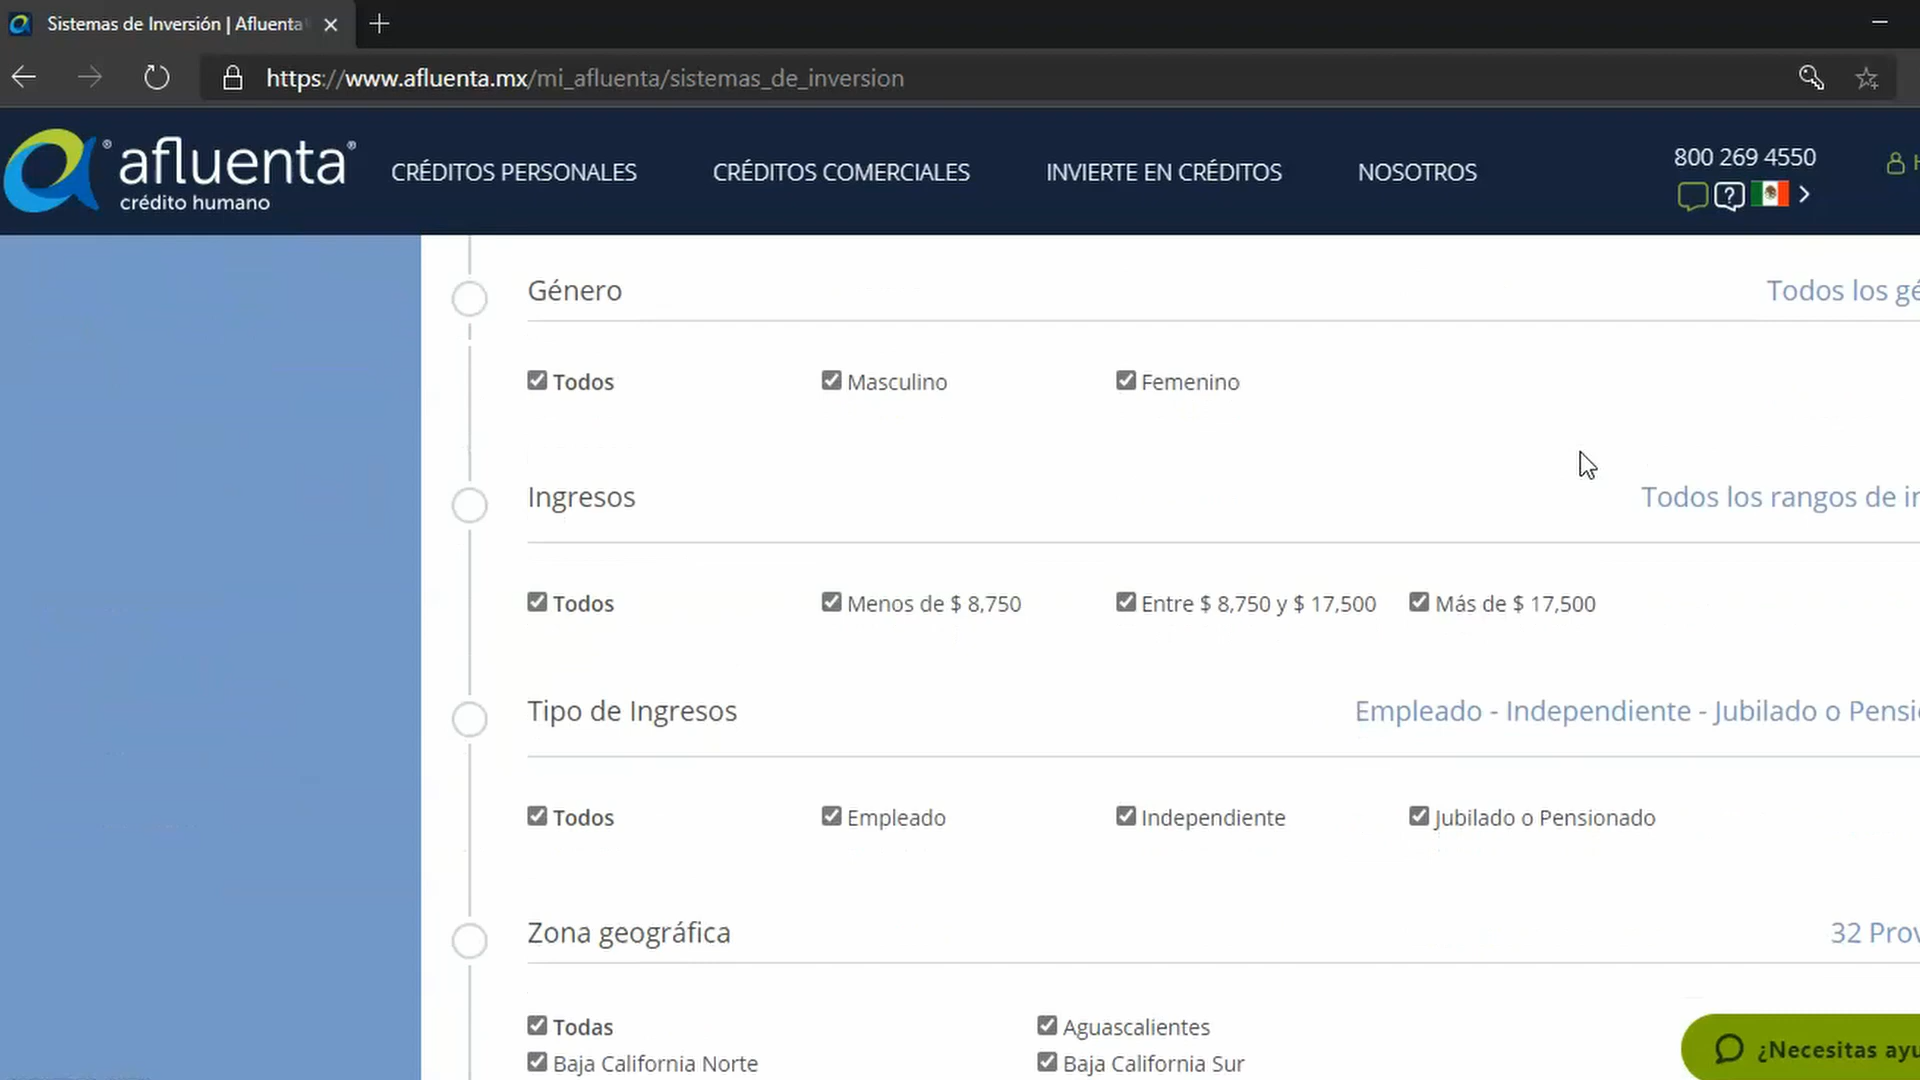 Sistemas de Inversión | Afluenta
https://www.afluenta.mx/mi_afluenta/sistemas_de_inversion
afluenta®
crédito humano
CRÉDITOS PERSONALES
CRÉDITOS COMERCIALES
INVIERTE EN CRÉDITOS
NOSOTROS
800 269 4550
Género
Todos los gé
Todos
Masculino
Femenino
Ingresos
Todos los rangos de in
Todos
Menos de $ 8,750
Entre $ 8,750 y $ 17,500
Más de $ 17,500
Tipo de Ingresos
Empleado - Independiente - Jubilado o Pensio
Todos
Empleado
Independiente
Jubilado o Pensionado
Zona geográfica
32 Prov
Todas
Aguascalientes
Baja California Norte
Baja California Sur
¿Necesitas ayu